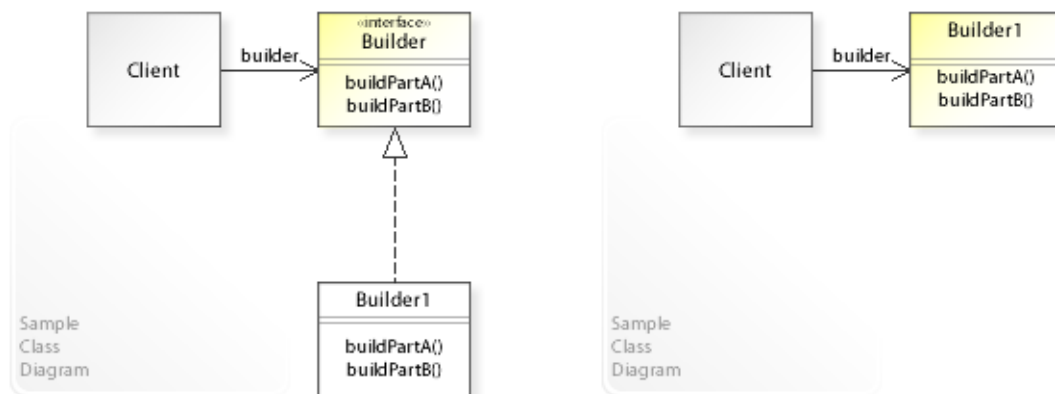 «interface»
Builder
Client
builder
buildPartA()
buildPartB()
Builder1
buildPartA()
buildPartB()
Sample
Class
Diagram
Builder1
Client
builder
buildPartA()
buildPartB()
Sample
Class
Diagram